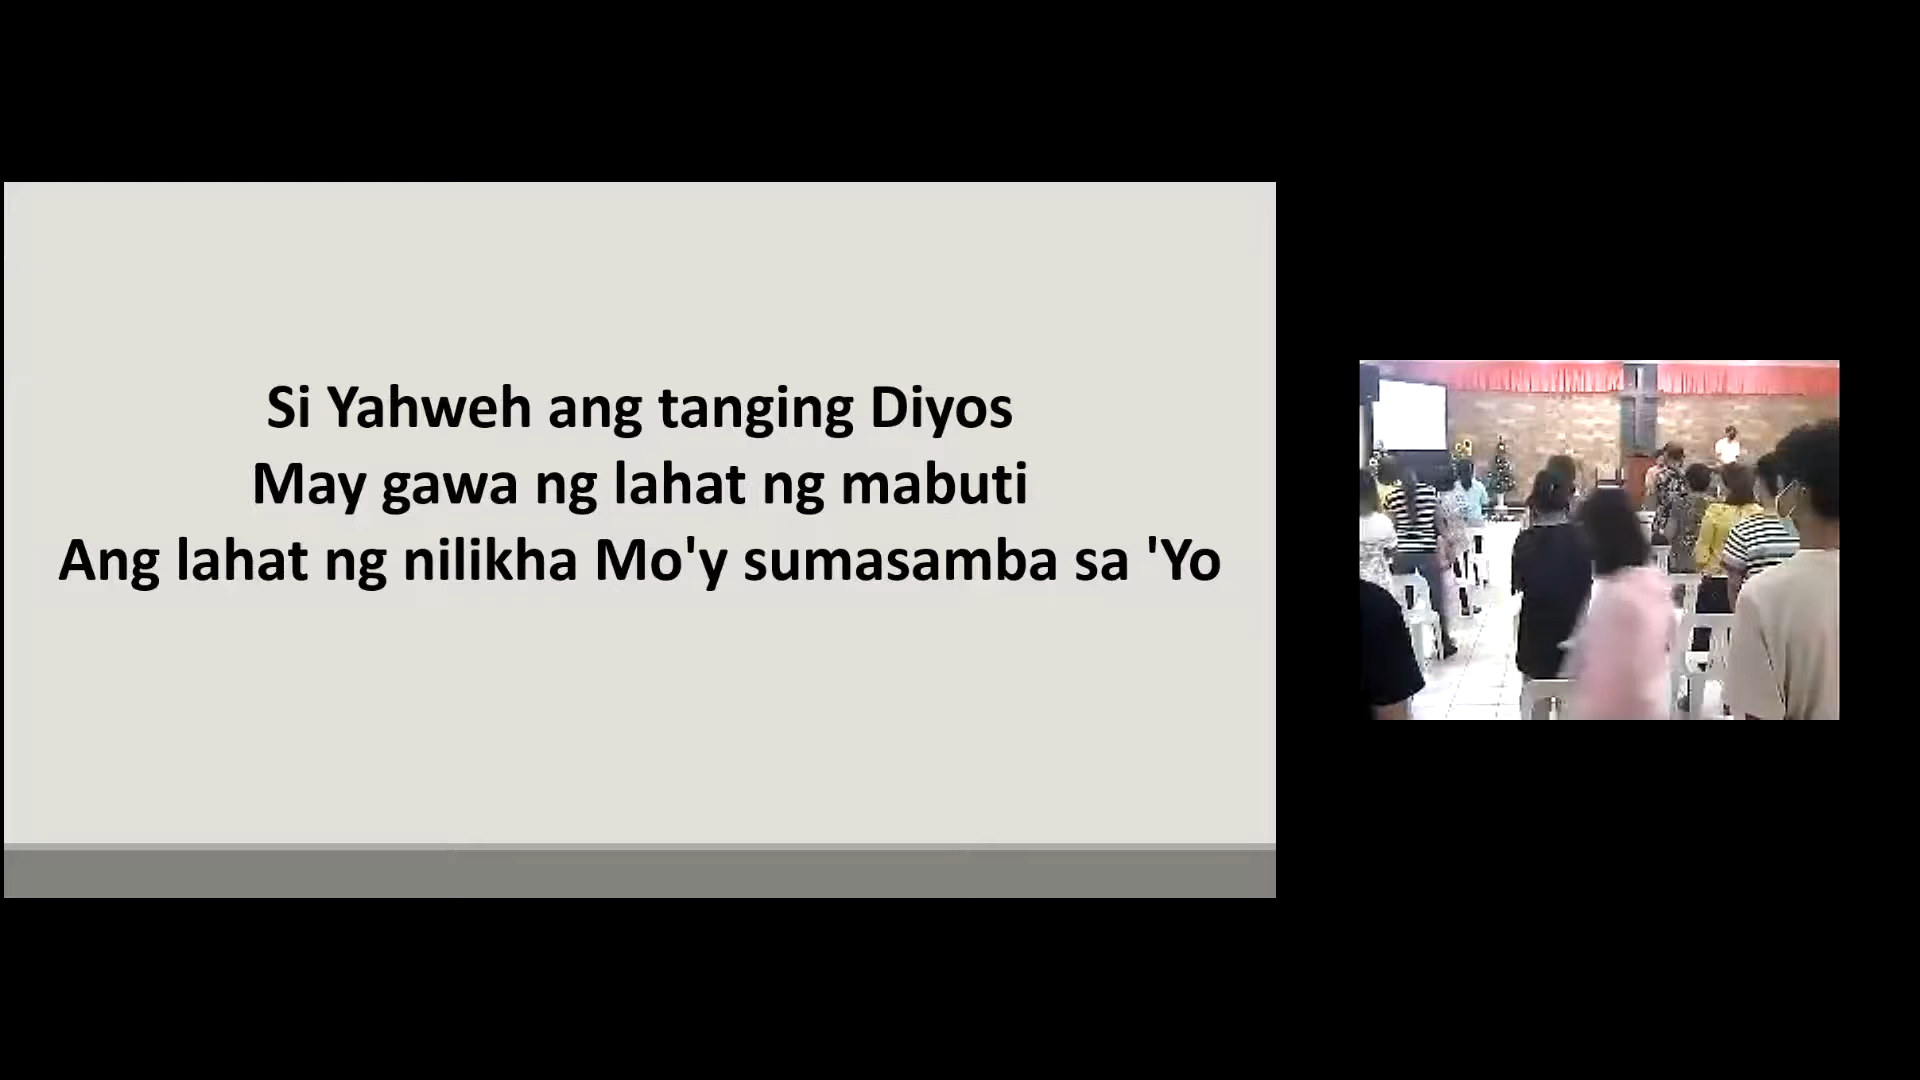 Si Yahweh ang tanging Diyos
May gawa ng lahat ng mabuti
Ang lahat ng nilikha Mo'y sumasamba sa 'Yo